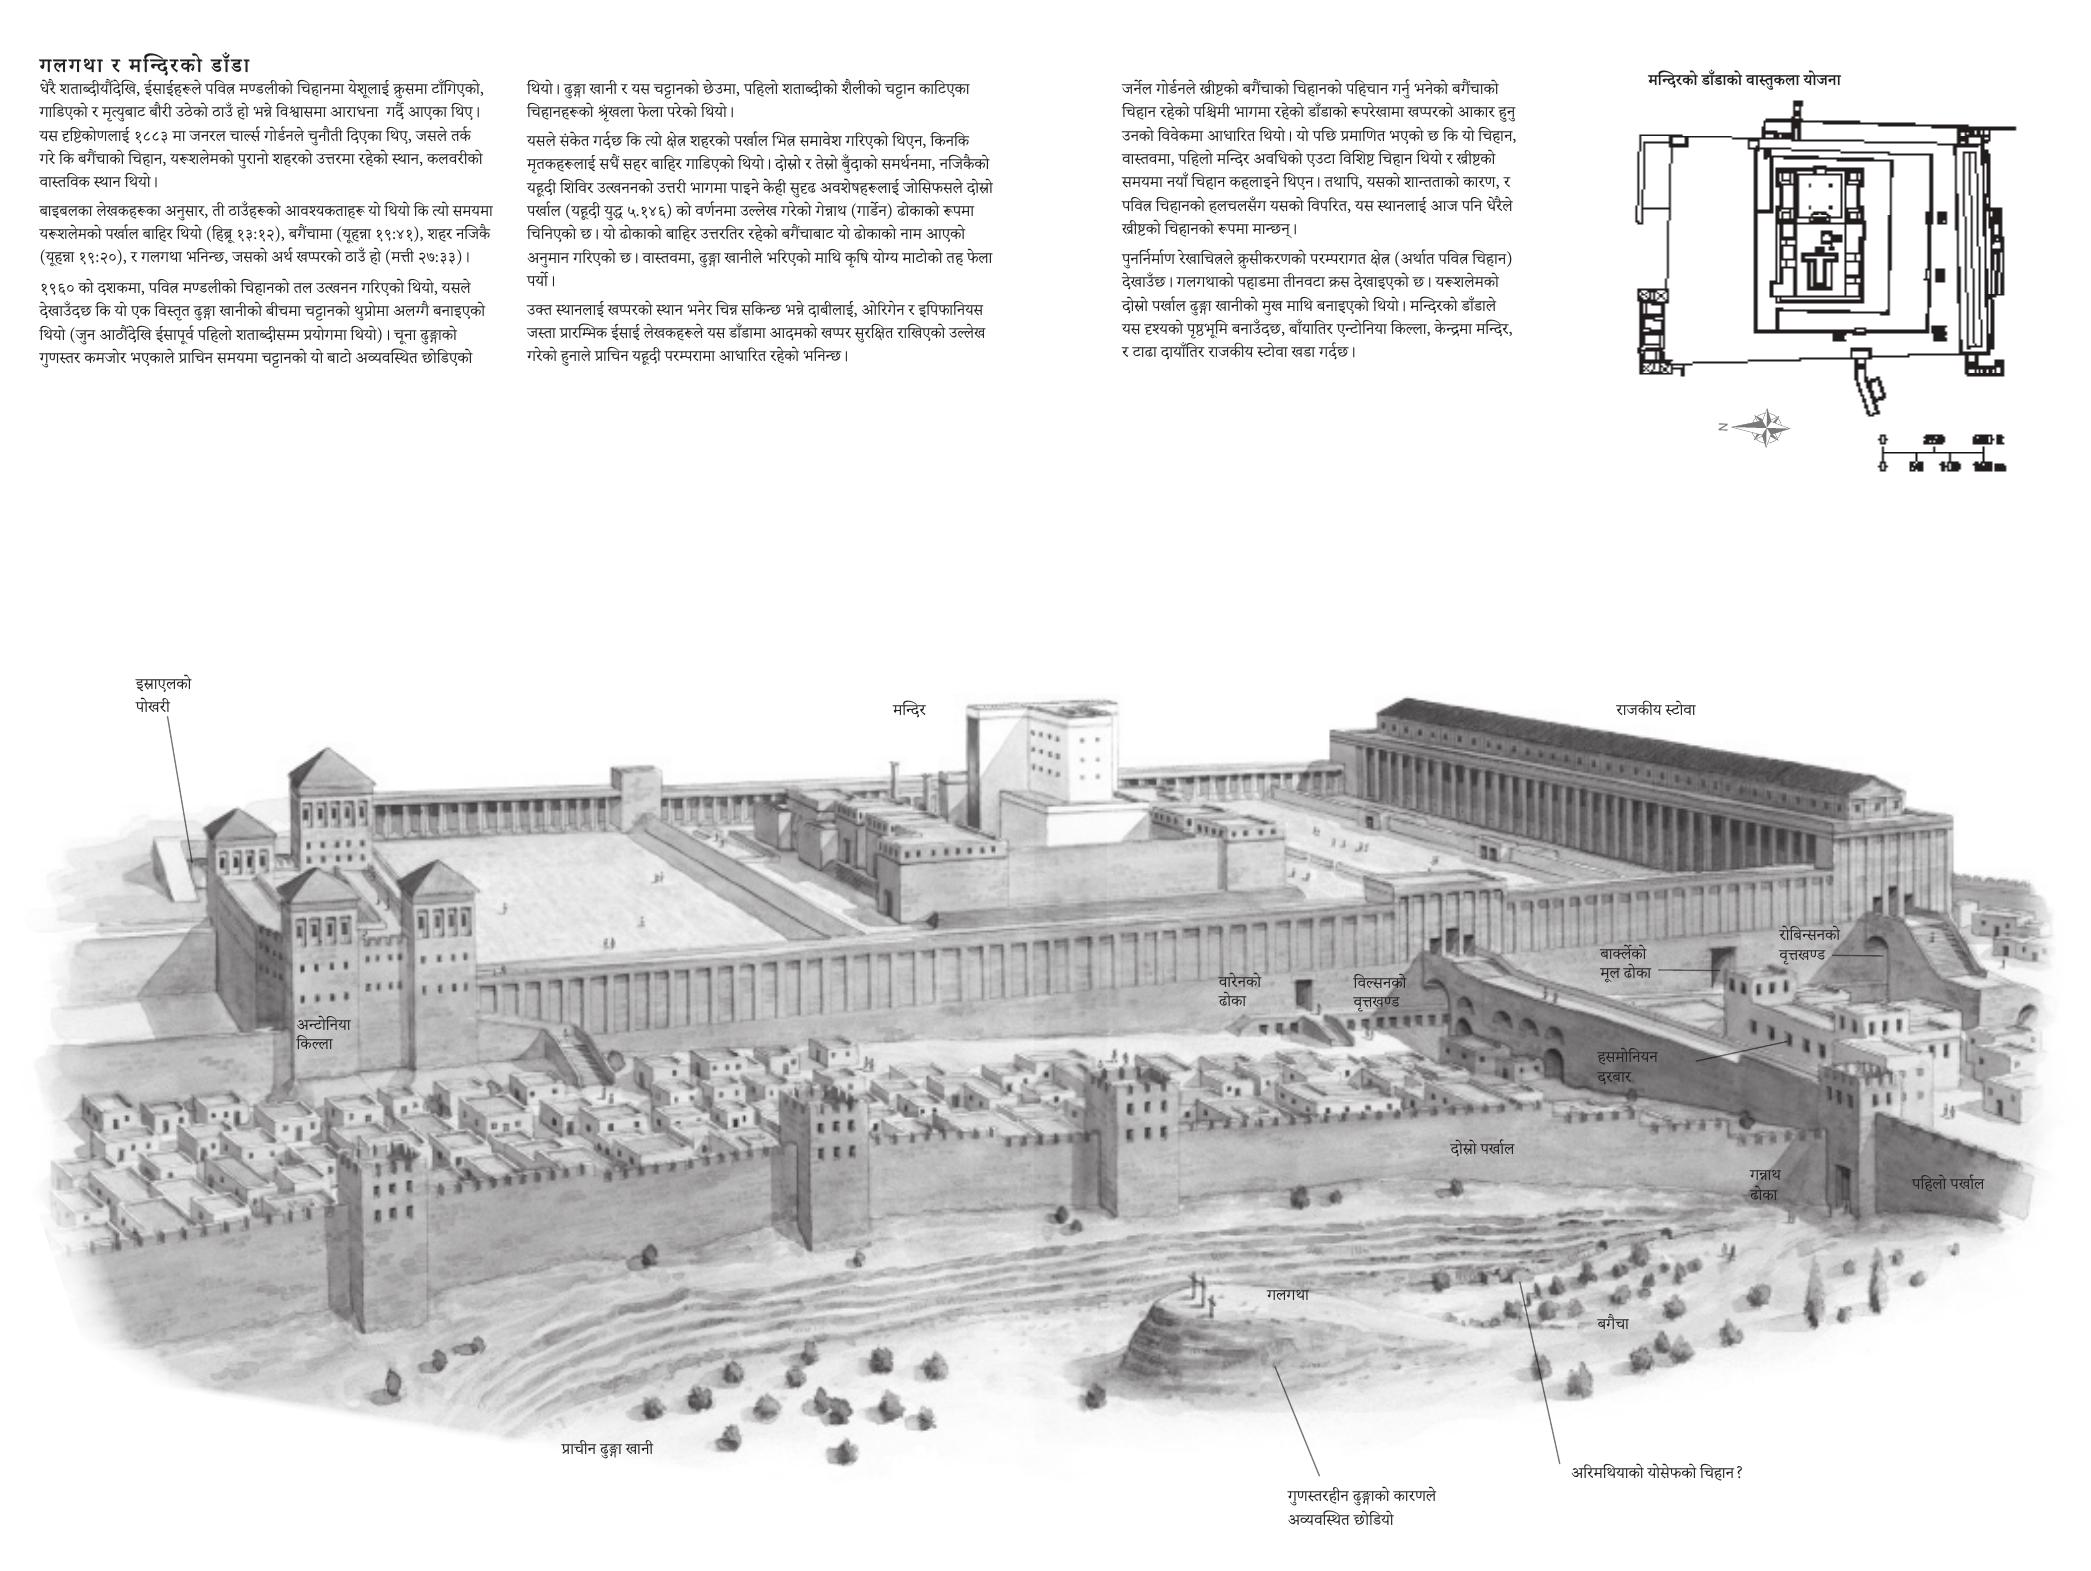 गलगथा र मन्दिरको डाँडा
धेरै शताब्दीयौंदेखि, ईसाईहरूले पवित्र मण्डलीको चिहानमा येशूलाई क्रुसमा टाँगिएको,
गाडिएको र मृत्युबाट बौरी उठेको ठाउँ हो भन्ने विश्वासमा आराधना गर्दै आएका थिए।
यस दृष्टिकोणलाई १८८३ मा जनरल चार्ल्स गोर्डनले चुनौती दिएका थिए, जसले तर्क
गरे कि बगैंचाको चिहान, यरूशलेमको पुरानो शहरको उत्तरमा रहेको स्थान, कलवरीको
वास्तविक स्थान थियो।
बाइबलका लेखकहरूका अनुसार, ती ठाउँहरूको आवश्यकताहरू यो थियो कि त्यो समयमा
यरूशलेमको पर्खाल बाहिर थियो (हिब्रू १३:१२), बगैंचामा (यूहन्ना १९:४१), शहर नजिकै
(यूहन्ना १९:२०), र गलगथा भनिन्छ, जसको अर्थ खप्परको ठाउँ हो (मत्ती २७:३३)।
१९६० को दशकमा, पवित्र मण्डलीको चिहानको तल उत्खनन गरिएको थियो, यसले
देखाउँदछ कि यो एक विस्तृत ढुङ्गा खानीको बीचमा चट्टानको थुप्रोमा अलग्गै बनाइएको
थियो (जुन आठौंदेखि ईसापूर्व पहिलो शताब्दीसम्म प्रयोगमा थियो)। चूना ढुङ्गाको
गुणस्तर कमजोर भएकाले प्राचिन समयमा चट्टानको यो बाटो अव्यवस्थित छोडिएको
थियो। ढुङ्गा खानी र यस चट्टानको छेउमा, पहिलो शताब्दीको शैलीको चट्टान काटिएका
चिहानहरूको श्रृंखला फेला परेको थियो।
यसले संकेत गर्दछ कि त्यो क्षेत्र शहरको पर्खाल भित्र समावेश गरिएको थिएन, किनकि
मृतकहरूलाई सधैं सहर बाहिर गाडिएको थियो। दोस्रो र तेस्रो बुँदाको समर्थनमा, नजिकैको
यहूदी शिविर उत्खननको उत्तरी भागमा पाइने केही सुदृढ अवशेषहरूलाई जोसिफसले दोस्रो
पर्खाल (यहूदी युद्ध ५.१४६) को वर्णनमा उल्लेख गरेको गेन्नाथ (गार्डेन) ढोकाको रूपमा
चिनिएको छ। यो ढोकाको बाहिर उत्तरतिर रहेको बगैंचाबाट यो ढोकाको नाम आएको
अनुमान गरिएको छ। वास्तवमा, ढुङ्गा खानीले भरिएको माथि कृषि योग्य माटोको तह फेला
पर्यो।
उक्त स्थानलाई खप्परको स्थान भनेर चिन्न सकिन्छ भन्ने दाबीलाई, ओरिगेन र इपिफानियस
जस्ता प्रारम्भिक ईसाई लेखकहरूले यस डाँडामा आदमको खप्पर सुरक्षित राखिएको उल्लेख
गरेको हुनाले प्राचिन यहूदी परम्परामा आधारित रहेको भनिन्छ।
जर्नेल गोर्डनले ख्रीष्टको बगैंचाको चिहानको पहिचान गर्नु भनेको बगैंचाको
चिहान रहेको पश्चिमी भागमा रहेको डाँडाको रूपरेखामा खप्परको आकार हुनु
उनको विवेकमा आधारित थियो। यो पछि प्रमाणित भएको छ कि यो चिहान,
वास्तवमा, पहिलो मन्दिर अवधिको एउटा विशिष्ट चिहान थियो र ख्रीष्टको
समयमा नयाँ चिहान कहलाइने थिएन। तथापि, यसको शान्तताको कारण, र
पवित्र चिहानको हलचलसँग यसको विपरित, यस स्थानलाई आज पनि धेरैले
ख्रीष्टको चिहानको रूपमा मान्छन्।
पुनर्निर्माण रेखाचित्रले क्रुसीकरणको परम्परागत क्षेत्र (अर्थात पवित्र चिहान)
देखाउँछ। गलगथाको पहाडमा तीनवटा क्रस देखाइएको छ। यरूशलेमको
दोस्रो पर्खाल ढुङ्गा खानीको मुख माथि बनाइएको थियो। मन्दिरको डाँडाले
यस दृश्यको पृष्ठभूमि बनाउँदछ, बाँयातिर एन्टोनिया किल्ला, केन्द्रमा मन्दिर,
र टाढा दायाँतिर राजकीय स्टोवा खडा गर्दछ।
मन्दिरको डाँडाको वास्तुकला योजना
N
इस्राएलको
पोखरी
मन्दिर
राजकीय स्टोवा
रोबिन्सनको
वृत्तखण्ड
बार्क्लेको
मूल ढोका
वारेनको
ढोका
विल्सनको
वृत्तखण्ड
अन्टोनिया
किल्ला
हसमोनियन
दरबार
दोस्रो पर्खाल
गन्नाथ
ढोका
पहिलो पर्खाल
गलगथा
बगैचा
प्राचीन ढुङ्गा खानी
अरिमथियाको योसेफको चिहान?
गुणस्तरहीन ढुङ्गाको कारणले
अव्यवस्थित छोडियो